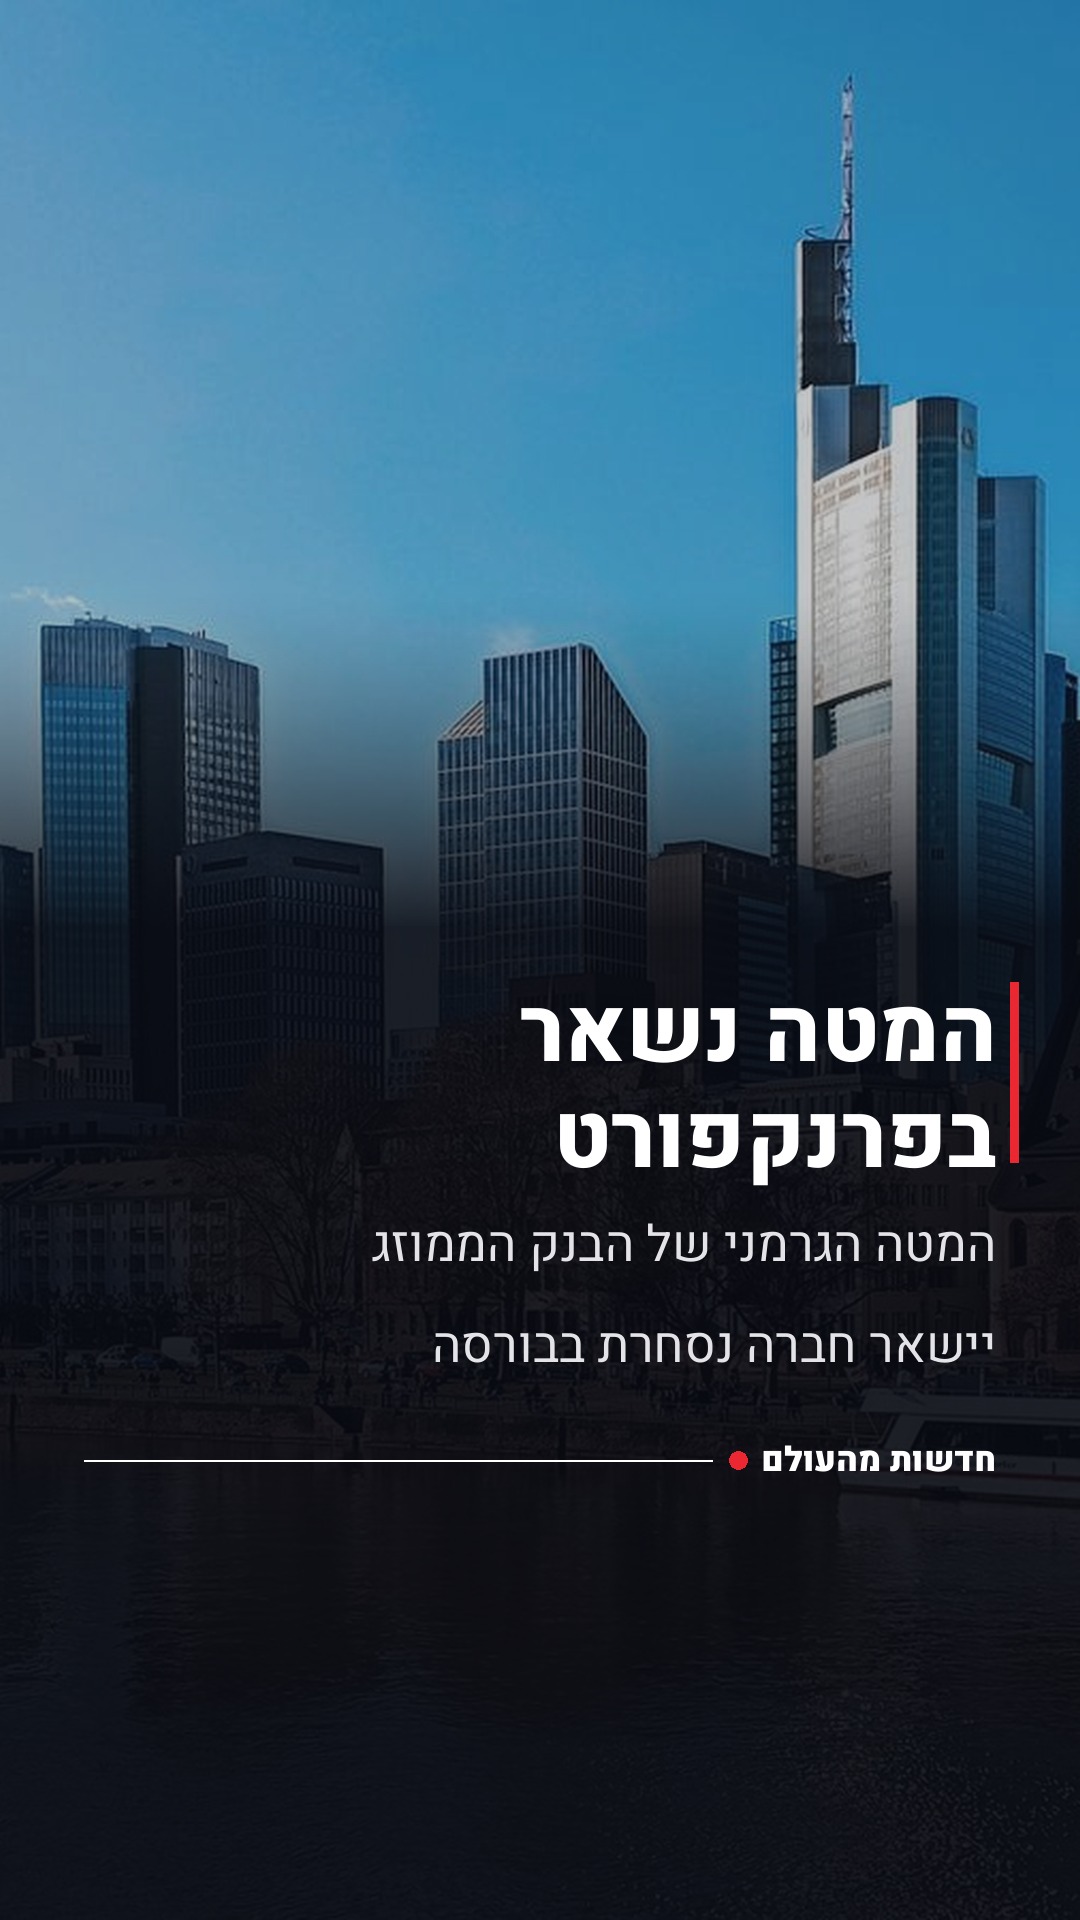 המטה נשאר
בפרנקפורט
המטה הגרמני של הבנק הממוזג
יישאר חברה נסחרת בבורסה
חדשות מהעולם